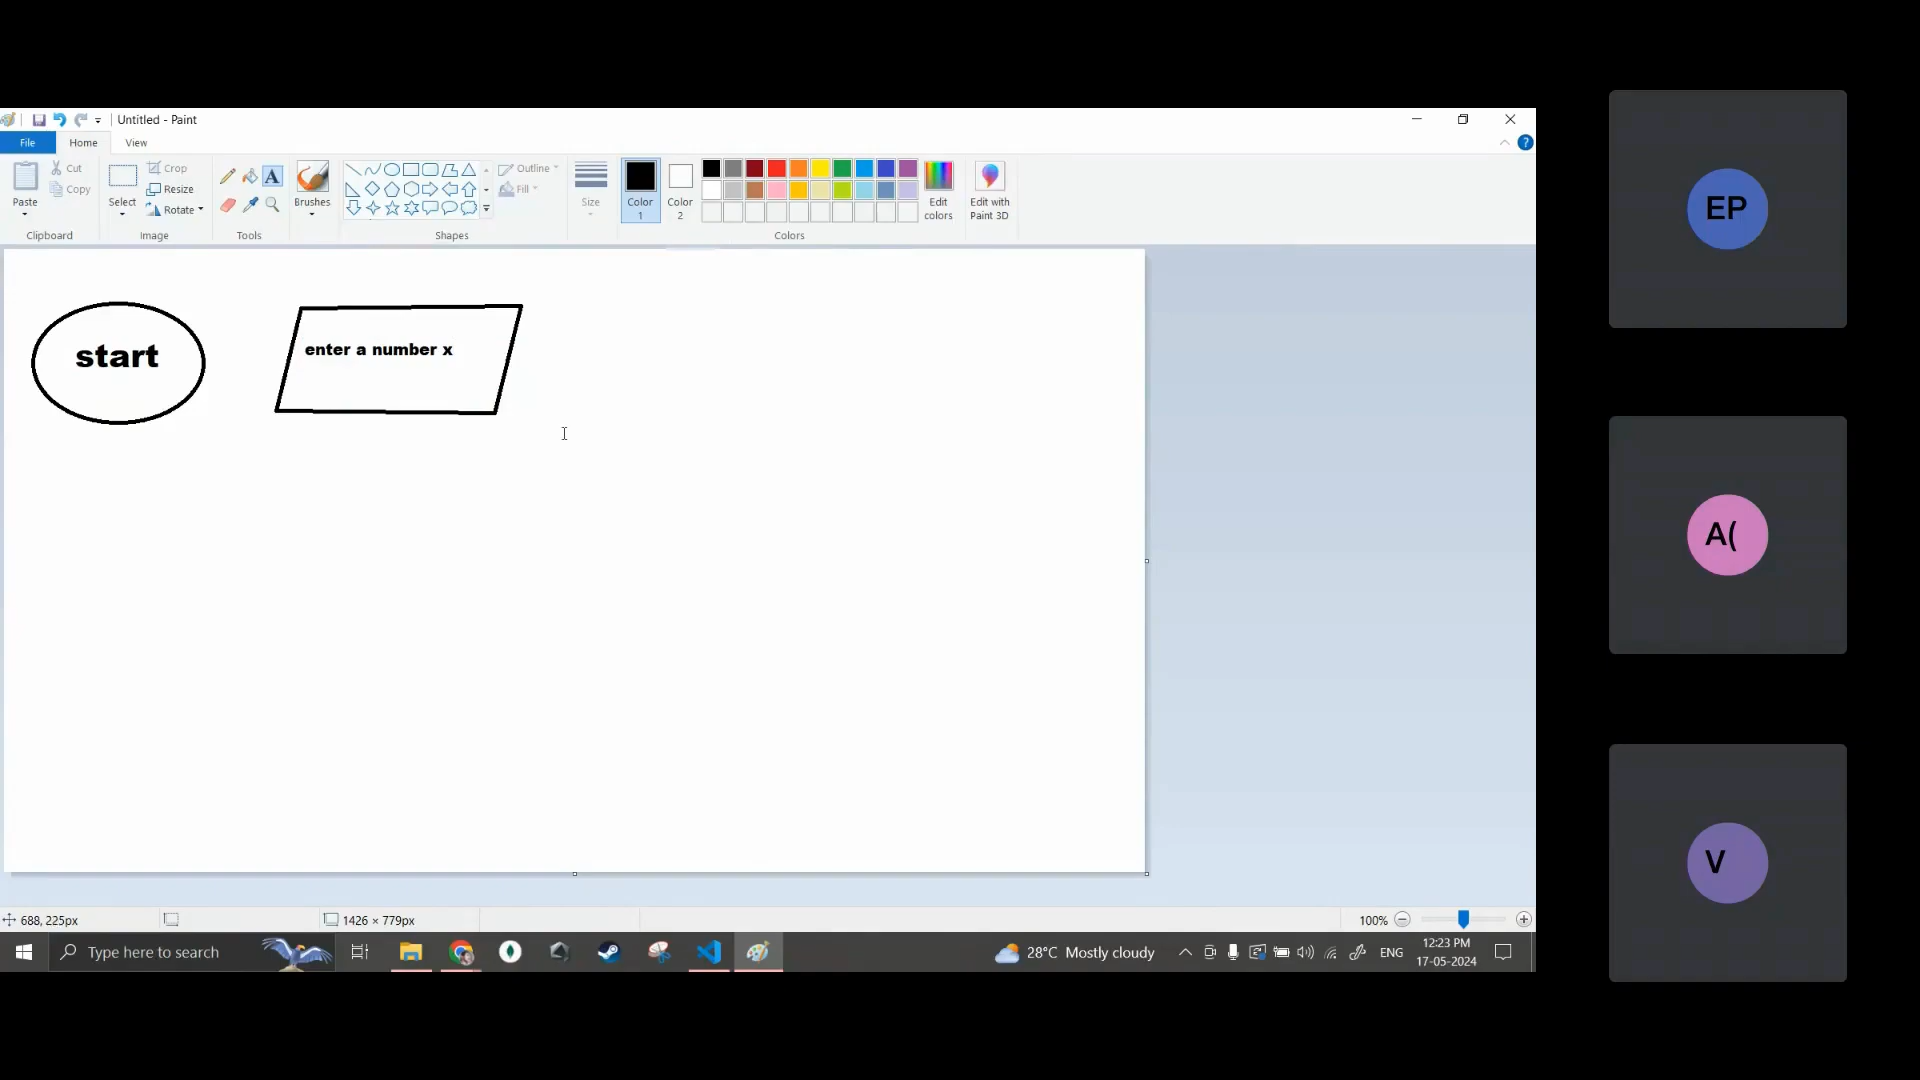 Untitled - Paint
File
Home
View
Paste
Cut
Copy
Clipboard
Select
Crop
Resize
Rotate
Image
A
Tools
Brushes
Shapes
Outline
Fill
Size
Color
1
Color
2
Colors
Edit
colors
Edit with
Paint 3D
?
start
enter a number x
688, 225px
1426 × 779px
100%
Type here to search
28°C Mostly cloudy
ENG
12:23 PM
17-05-2024
EP
A(
V